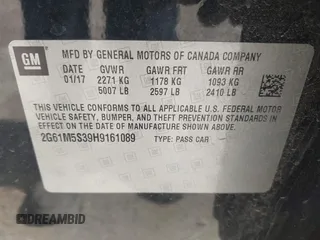 GM
MFD BY GENERAL MOTORS OF CANADA COMPANY
DATE GVWR GAWR FRT GAWR RR
01/17 2271 KG 1178 KG 1093 KG
5007 LB 2597 LB 2410 LB
THIS VEHICLE CONFORMS TO ALL APPLICABLE U.S. FEDERAL MOTOR
VEHICLE SAFETY, BUMPER, AND THEFT PREVENTION STANDARDS IN
EFFECT ON THE DATE OF MANUFACTURE SHOWN ABOVE.
2G61M5S39H9161089 TYPE: PASS CAR
DREAMBID